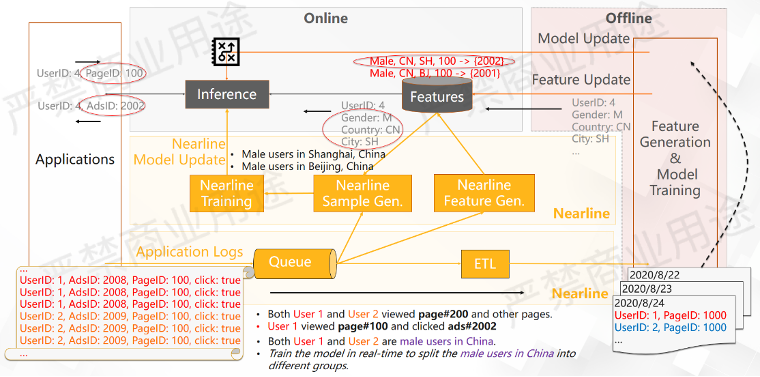 Online
Offline
Model Update
Male, CN, SH, 100 -> {2002}
Male, CN, BJ, 100 -> {2001}
Feature Update
UserID: 4, PageID: 100
UserID: 4, AdsID: 2002
Inference
Features
UserID: 4
Gender: M
Country: CN
City: SH
UserID: 4
Gender: M
Country: CN
City: SH
...
Applications
Feature
Generation
&
Model
Training
Nearline
Model Update
• Male users in Shanghai, China
• Male users in Beijing, China
Nearline
Training
Nearline
Sample Gen.
Nearline
Feature Gen.
Nearline
Application Logs
Queue
ETL
Nearline
...
UserID: 1, AdsID: 2008, PageID: 100, click: true
UserID: 1, AdsID: 2008, PageID: 100, click: true
UserID: 1, AdsID: 2008, PageID: 100, click: true
UserID: 2, AdsID: 2009, PageID: 100, click: true
UserID: 2, AdsID: 2009, PageID: 100, click: true
UserID: 2, AdsID: 2009, PageID: 100, click: true
...
• Both User 1 and User 2 viewed page#200 and other pages.
• User 1 viewed page#100 and clicked ads#2002
• Both User 1 and User 2 are male users in China.
• Train the model in real-time to split the male users in China into
different groups.
2020/8/22
2020/8/23
2020/8/24
UserID: 1, PageID: 1000
UserID: 2, PageID: 1000
...
严禁商业用途
严禁商业用途
严禁商业用途
严禁商业用途